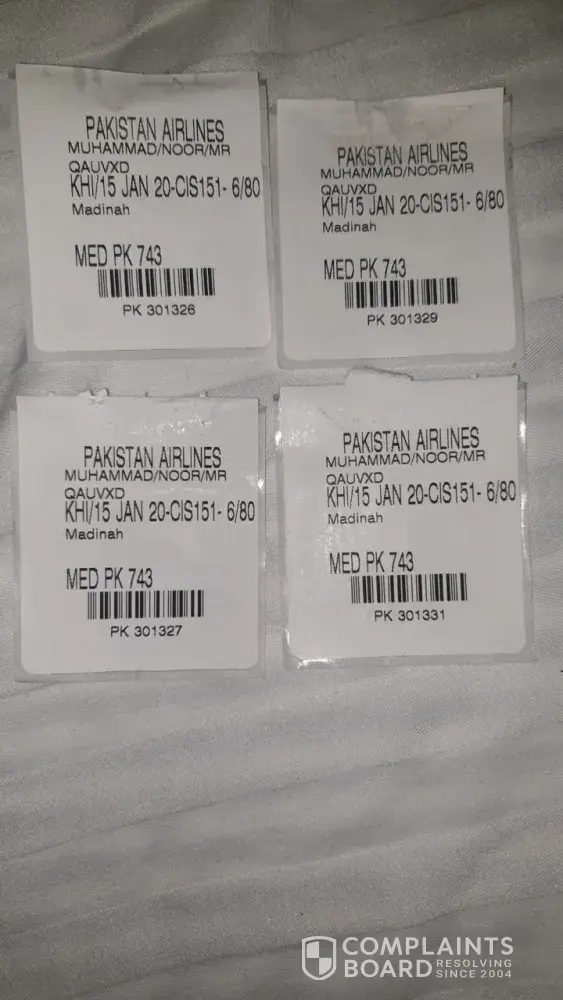 PAKISTAN AIRLINES
MUHAMMAD/NOOR/MR
QAUVXD
KHI/15 JAN 20-CIS151- 6/80
Madinah
MED PK 743
PK 301326
PAKISTAN AIRLINES
MUHAMMAD/NOOR/MR
QAUVXD
KHI/15 JAN 20-CIS151- 6/80
Madinah
MED PK 743
PK 301329
PAKISTAN AIRLINES
MUHAMMAD/NOOR/MR
QAUVXD
KHI/15 JAN 20-CIS151- 6/80
Madinah
MED PK 743
PK 301327
PAKISTAN AIRLINES
MUHAMMAD/NOOR/MR
QAUVXD
KHI/15 JAN 20-CIS151- 6/80
Madinah
MED PK 743
PK 301331
COMPLAINTS
BOARD RESOLVING
SINCE 2004